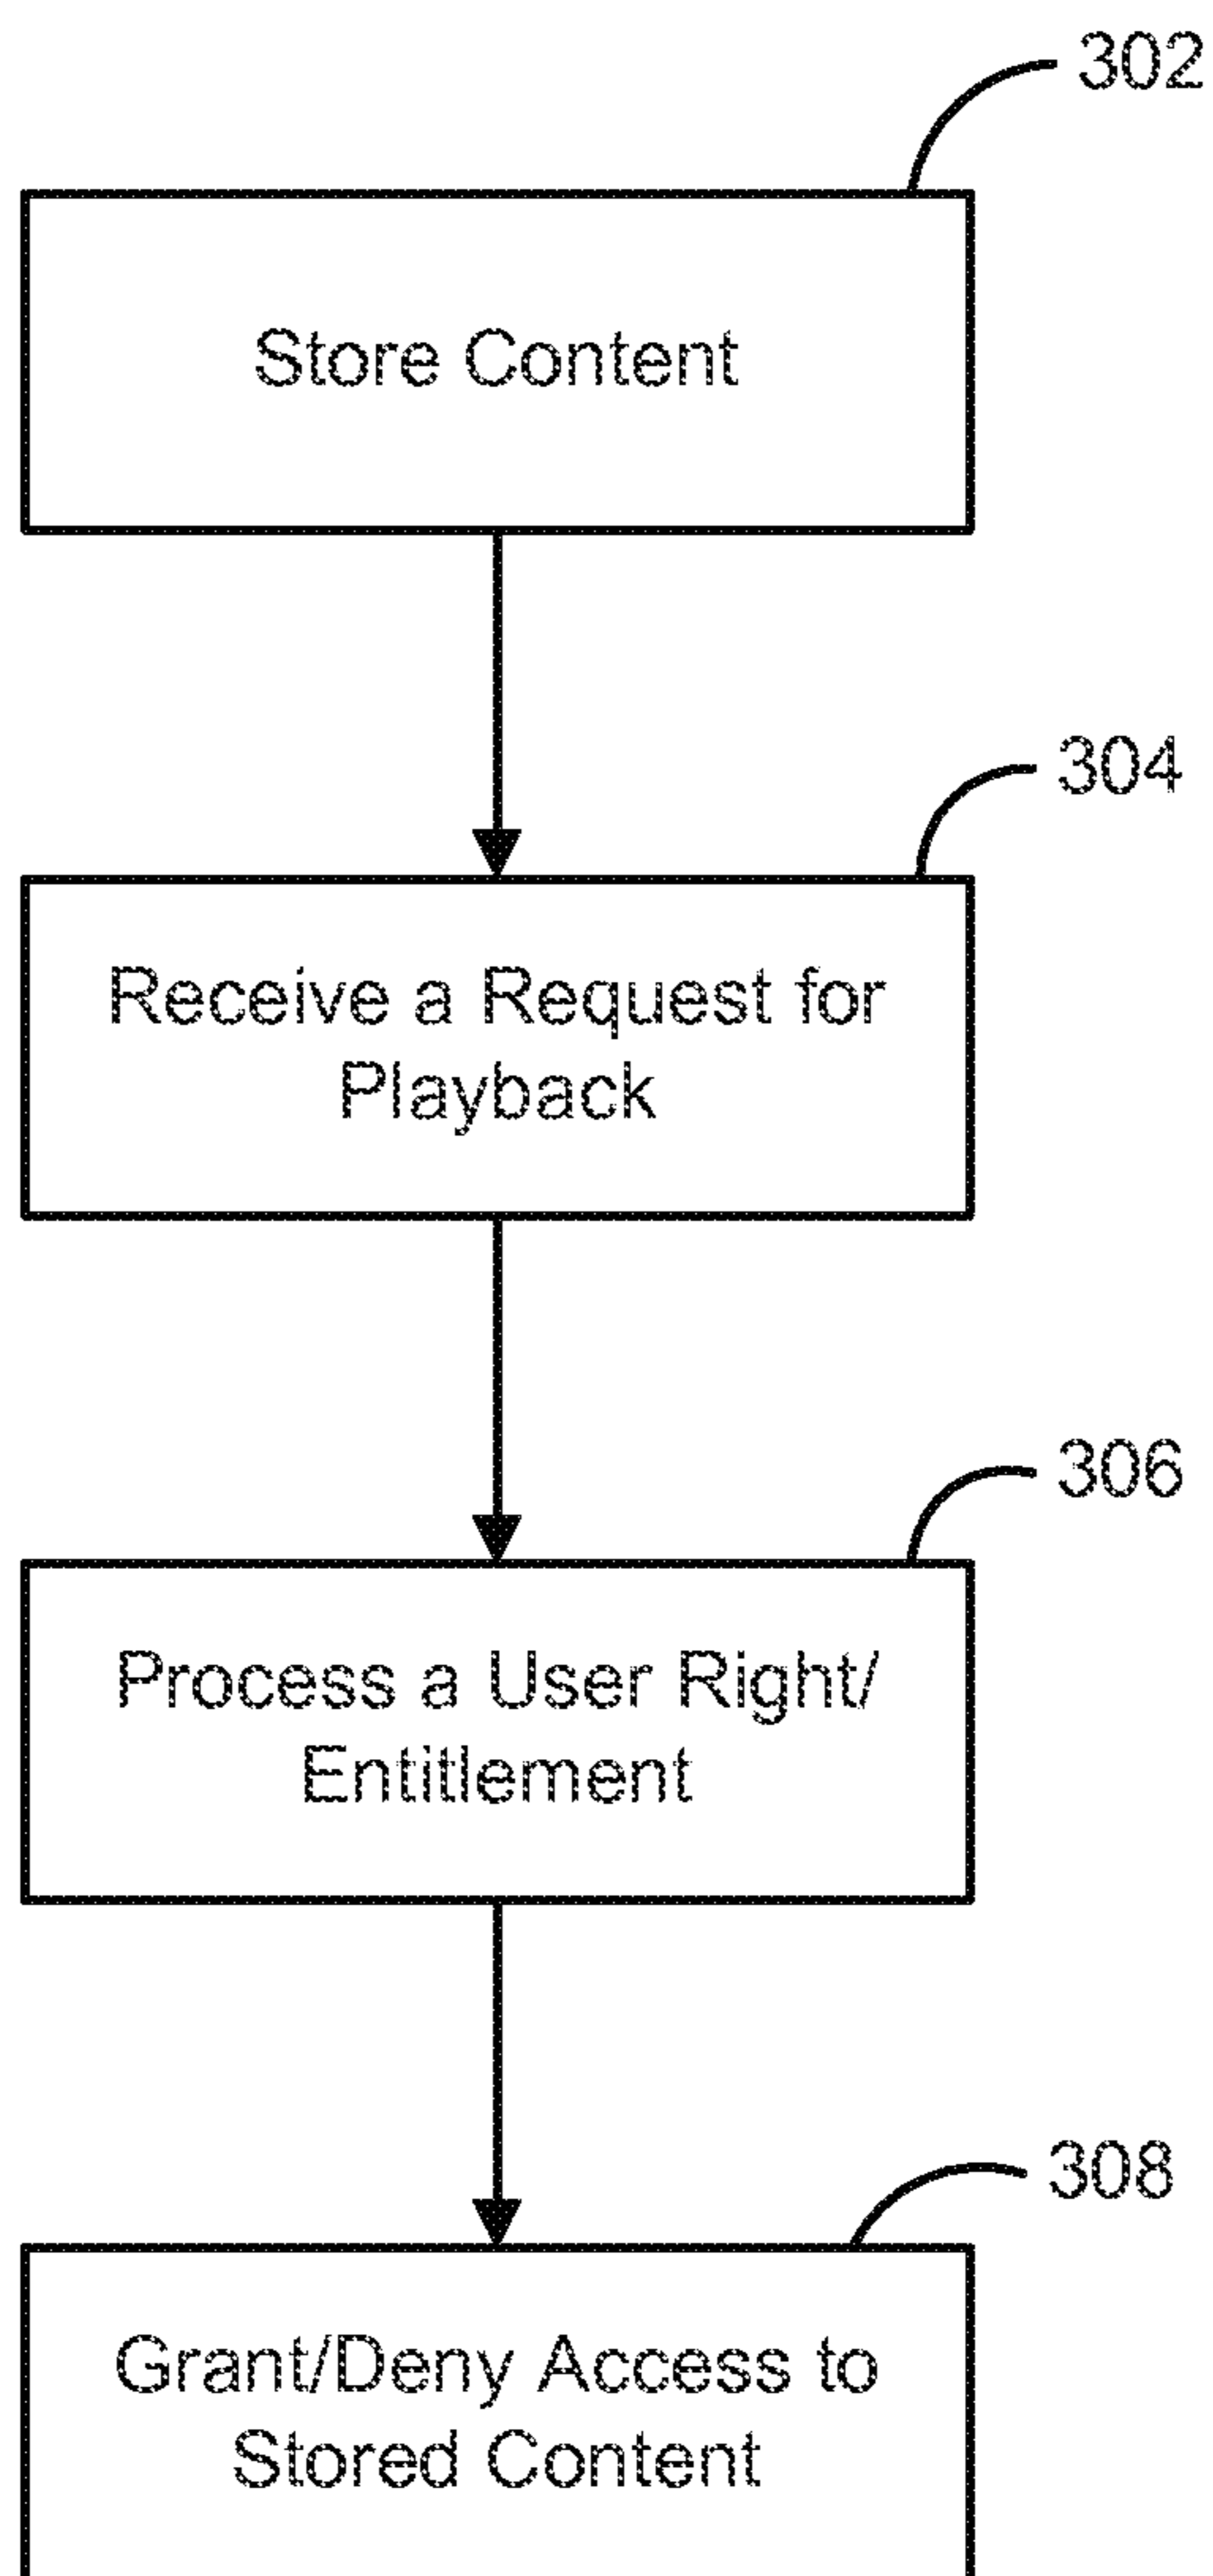 302
Store Content
304
Receive a Request for
Playback
306
Process a User Right/
Entitlement
308
Grant/Deny Access to
Stored Content